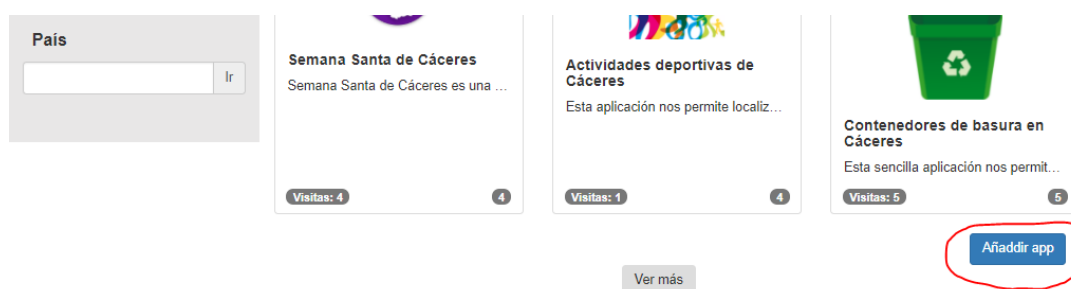 País
Ir
Semana Santa de Cáceres
Semana Santa de Cáceres es una ...
Visitas: 4
4
Actividades deportivas de
Cáceres
Esta aplicación nos permite localiz...
Visitas: 1
4
Contenedores de basura en
Cáceres
Esta sencilla aplicación nos permit...
Visitas: 5
5
Añaddir app
Ver más